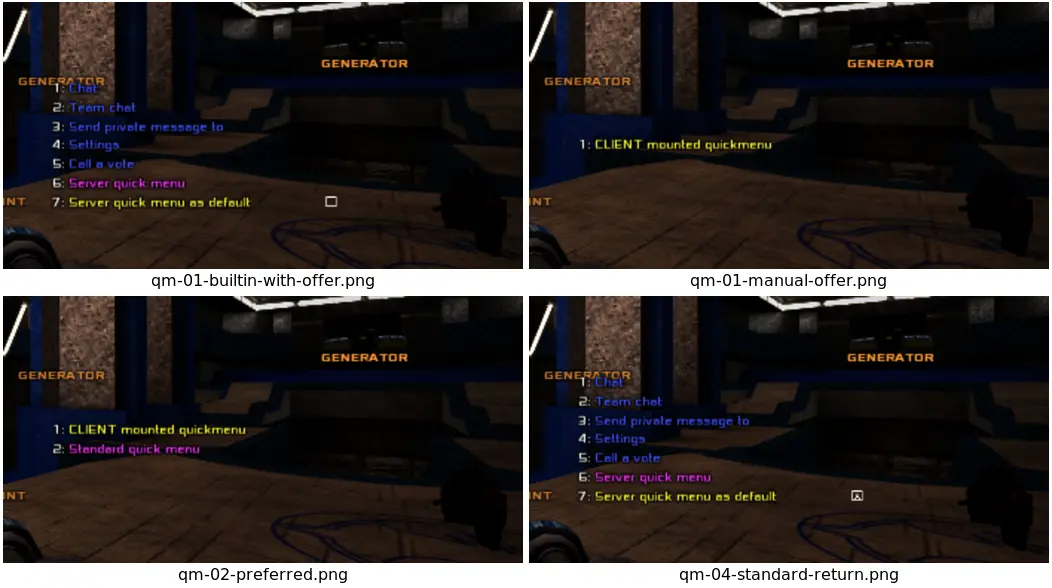 GENERATOR
GENERATOR
1: Chat
2: Team chat
3: Send private message to
4: Settings
5: Call a vote
6: Server quick menu
7: Server quick menu as default
INT
qm-01-builtin-with-offer.png
GENERATOR
GENERATOR
1: CLIENT mounted quickmenu
INT
qm-01-manual-offer.png
GENERATOR
GENERATOR
1: CLIENT mounted quickmenu
2: Standard quick menu
INT
qm-02-preferred.png
GENERATOR
GENERATOR
1: Chat
2: Team chat
3: Send private message to
4: Settings
5: Call a vote
6: Server quick menu
7: Server quick menu as default
INT
qm-04-standard-return.png